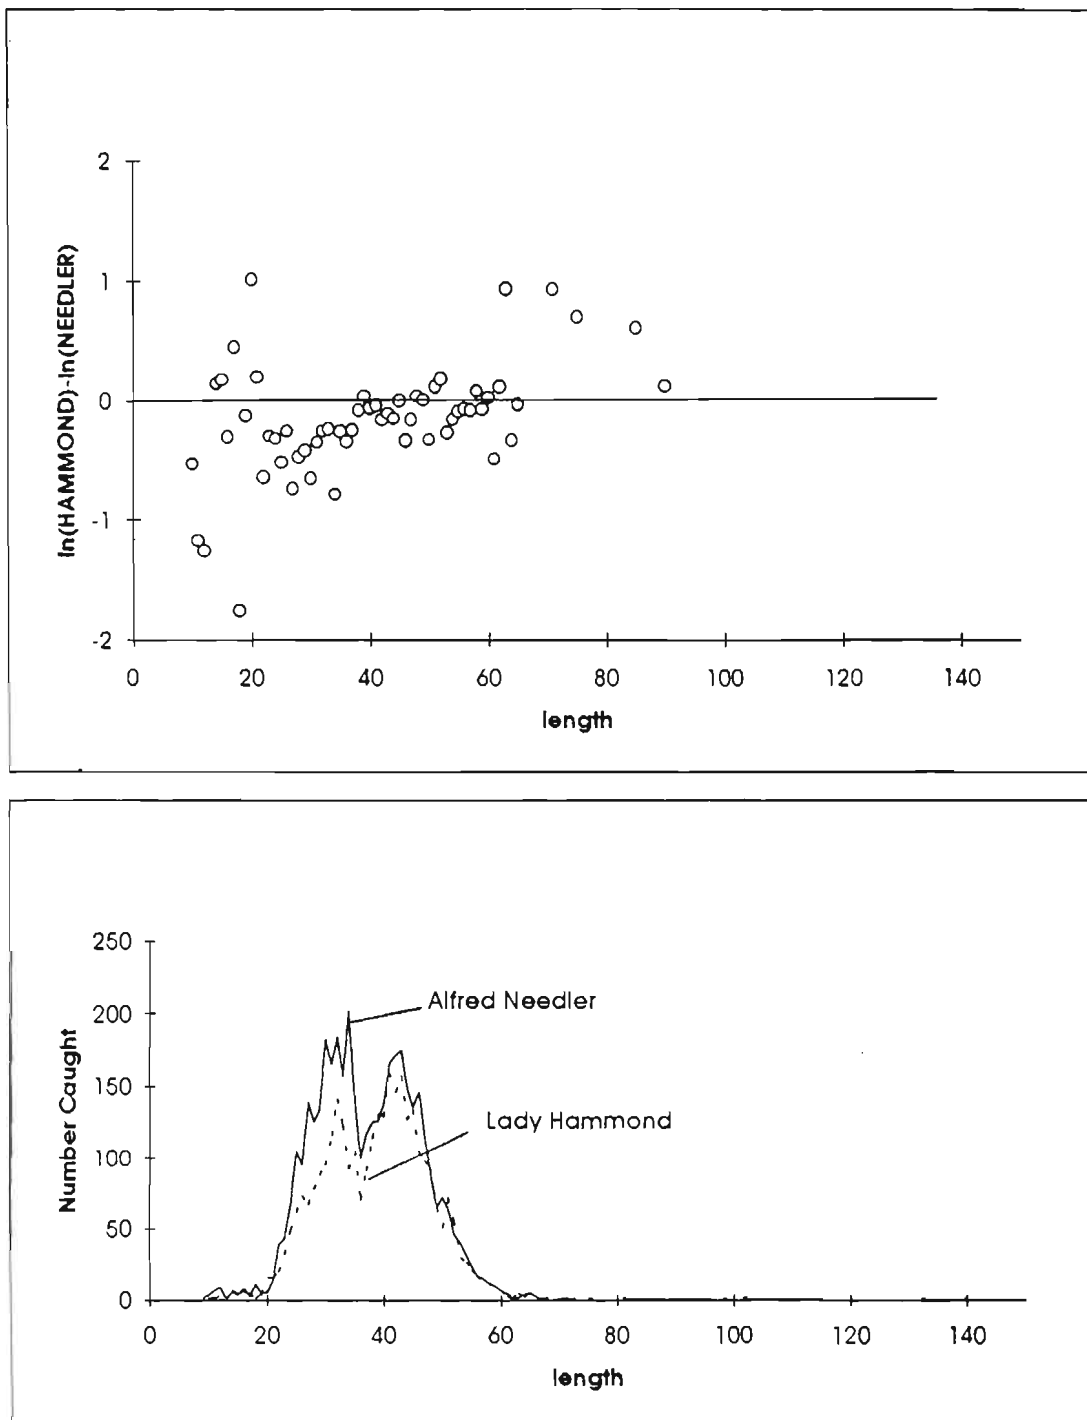 2
1
0
-1
-2
ln(HAMMOND)-ln(NEEDLER)
0 20 40 60 80 100 120 140
length
250
200
150
100
50
0
Number Caught
Alfred Needler
Lady Hammond
0 20 40 60 80 100 120 140
length